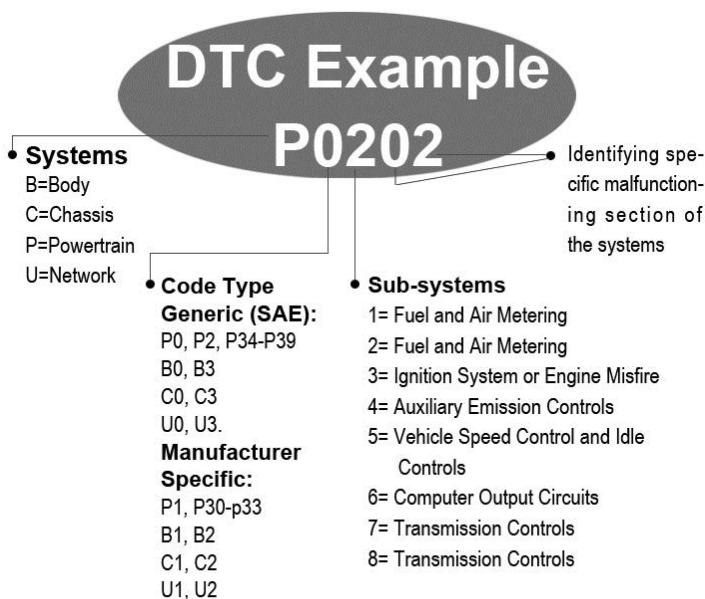 DTC Example
P0202
Systems
B=Body
C=Chassis
P=Powertrain
U=Network
Identifying spe-
cific malfunction-
ing section of
the systems
Code Type
Generic (SAE):
P0, P2, P34-P39
B0, B3
C0, C3
U0, U3.
Manufacturer
Specific:
P1, P30-p33
B1, B2
C1, C2
U1, U2
Sub-systems
1= Fuel and Air Metering
2= Fuel and Air Metering
3= Ignition System or Engine Misfire
4= Auxiliary Emission Controls
5= Vehicle Speed Control and Idle
Controls
6= Computer Output Circuits
7= Transmission Controls
8= Transmission Controls